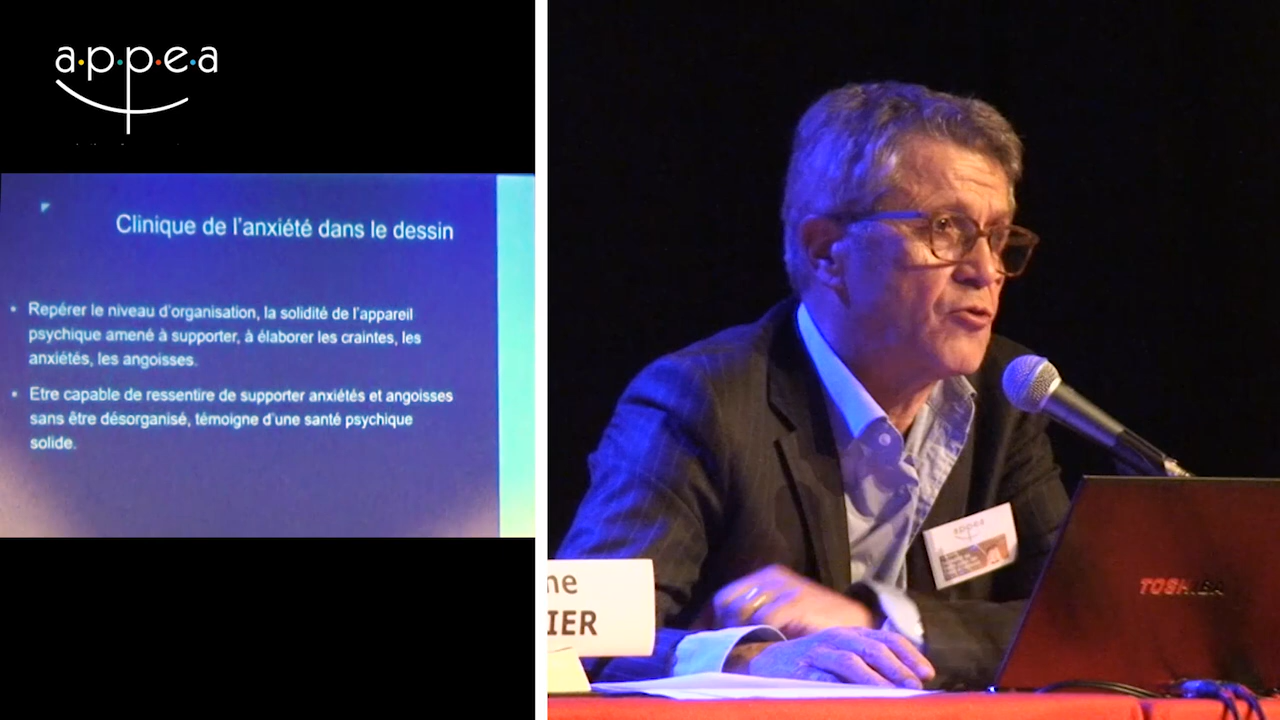 a·p·p·e·a
Clinique de l'anxiété dans le dessin
• Repérer le niveau d'organisation, la solidité de l'appareil
psychique amené à supporter, à élaborer les craintes, les
anxiétés, les angoisses.
• Etre capable de ressentire de supporter anxiétés et angoisses
sans être désorganisé, témoigne d'une santé psychique
solide.
ne
IER
appea
TOSHIBA